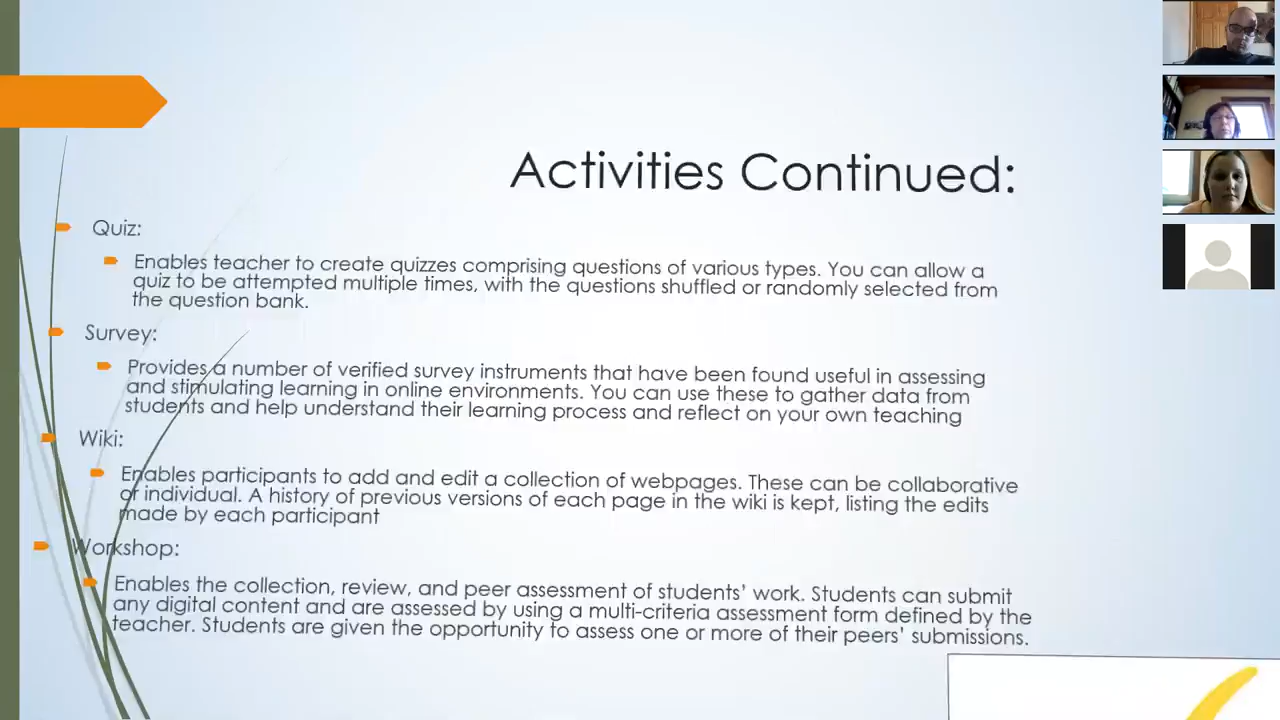 Activities Continued:
Quiz:
Enables teacher to create quizzes comprising questions of various types. You can allow a
quiz to be attempted multiple times, with the questions shuffled or randomly selected from
the question bank.
Survey:
Provides a number of verified survey instruments that have been found useful in assessing
and stimulating learning in online environments. You can use these to gather data from
students and help understand their learning process and reflect on your own teaching
Wiki:
Enables participants to add and edit a collection of webpages. These can be collaborative
or individual. A history of previous versions of each page in the wiki is kept, listing the edits
made by each participant
Workshop:
Enables the collection, review, and peer assessment of students’ work. Students can submit
any digital content and are assessed by using a multi-criteria assessment form defined by the
teacher. Students are given the opportunity to assess one or more of their peers’ submissions.